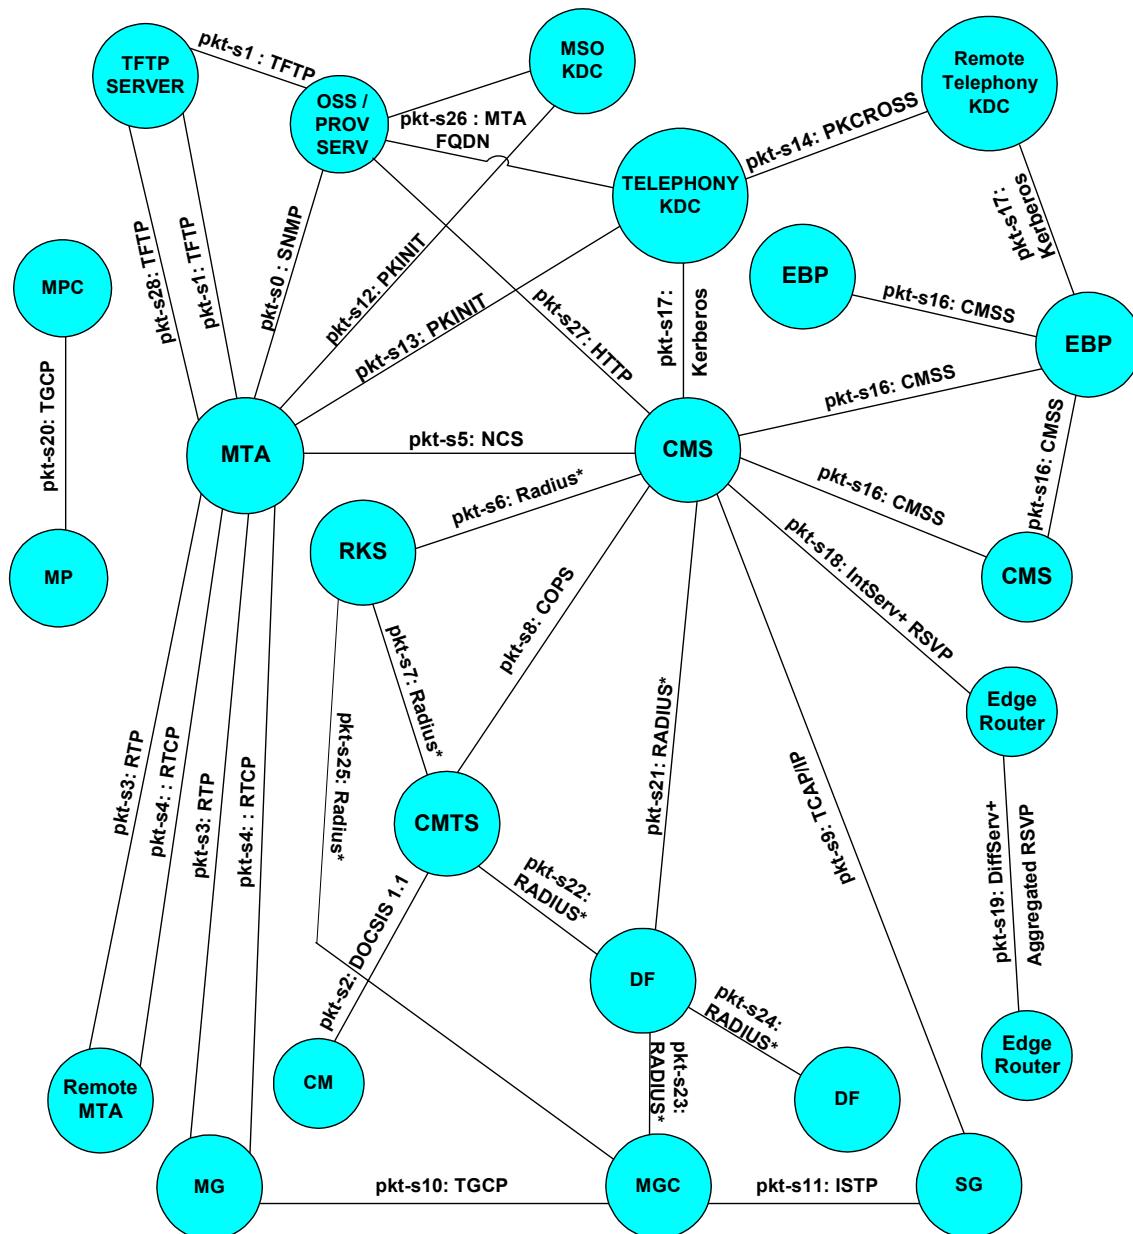 pkt-s1 : TFTP
TFTP
SERVER
MSO
KDC
OSS /
PROV
SERV
Remote
Telephony
KDC
pkt-s26 : MTA
FQDN
pkt-s14: PKCROSS
TELEPHONY
KDC
pkt-s17:
Kerberos
pkt-s28: TFTP
pkt-s1: TFTP
pkt-s0 : SNMP
pkt-s12: PKINIT
pkt-s13: PKINIT
pkt-s27: HTTP
pkt-s17:
Kerberos
MPC
EBP
pkt-s16: CMSS
EBP
pkt-s20: TGCP
pkt-s16: CMSS
MTA
pkt-s5: NCS
CMS
pkt-s16: CMSS
pkt-s16: CMSS
pkt-s6: Radius*
RKS
MP
CMS
pkt-s18: IntServ+ RSVP
pkt-s8: COPS
pkt-s7: Radius*
pkt-s25: Radius*
pkt-s21: RADIUS*
pkt-s9: TCAP/IP
Edge
Router
pkt-s3: RTP
pkt-s4: : RTCP
pkt-s3: RTP
pkt-s4: : RTCP
CMTS
pkt-s19: DiffServ+
Aggregated RSVP
pkt-s22:
RADIUS*
pkt-s2: DOCSIS 1.1
DF
pkt-s24:
RADIUS*
pkt-s23:
RADIUS*
Edge
Router
Remote
MTA
CM
DF
MG
pkt-s10: TGCP
MGC
pkt-s11: ISTP
SG